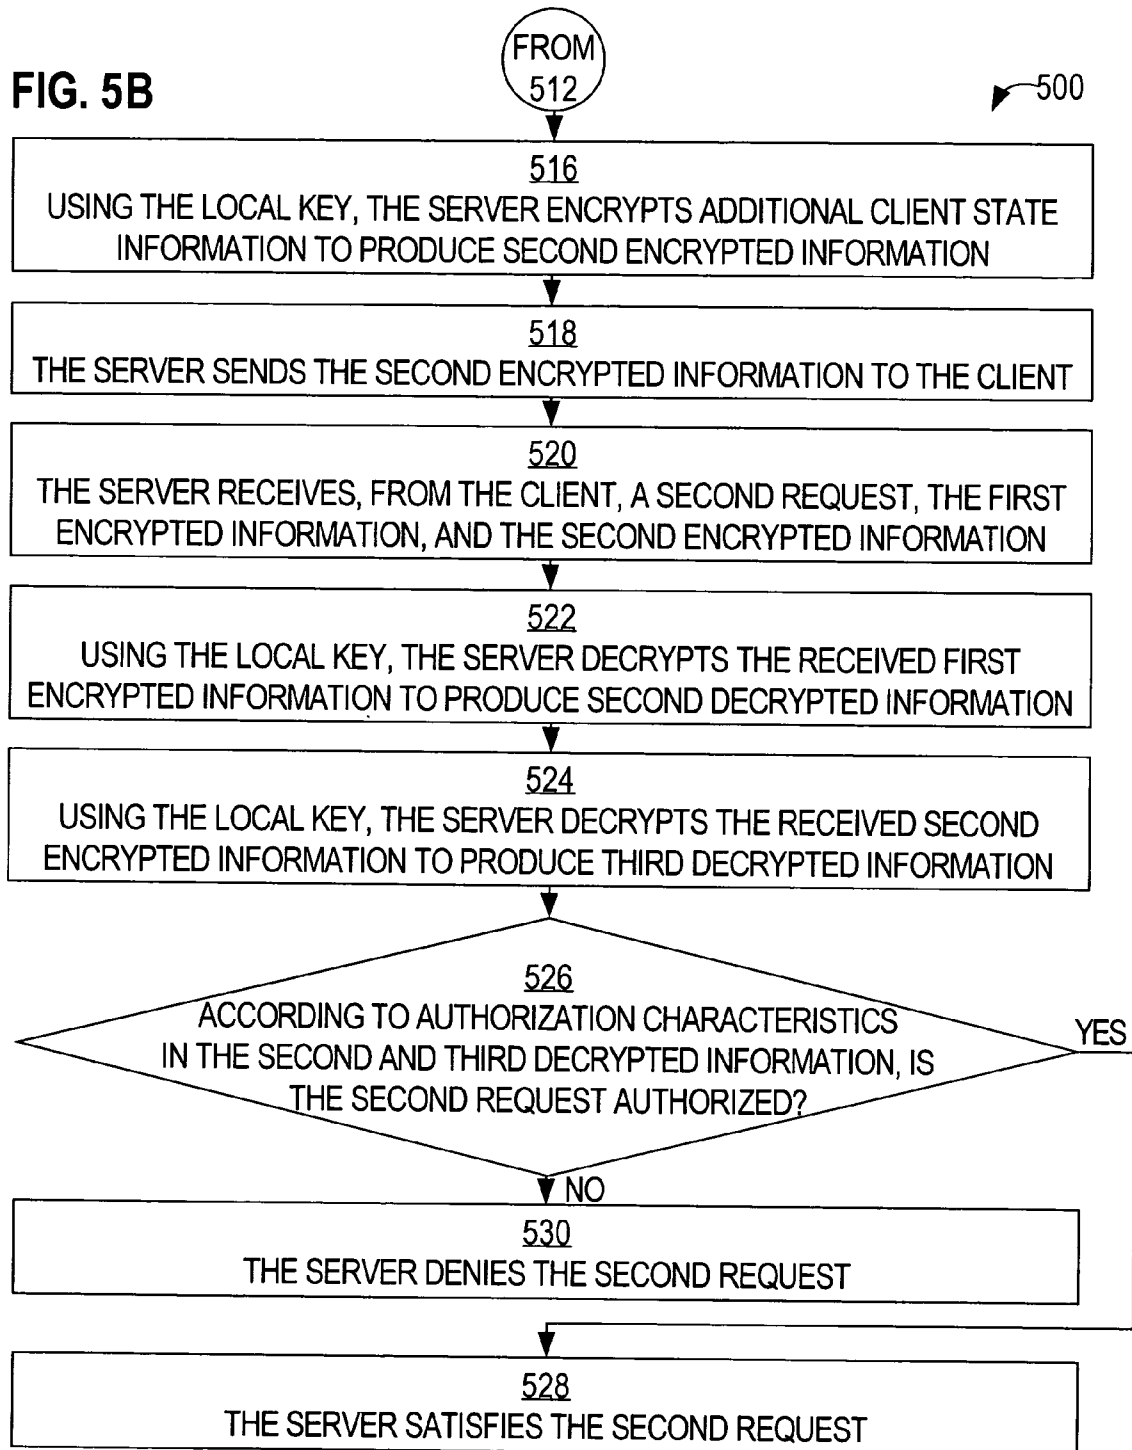 FROM
512
FIG. 5B
500
516
USING THE LOCAL KEY, THE SERVER ENCRYPTS ADDITIONAL CLIENT STATE
INFORMATION TO PRODUCE SECOND ENCRYPTED INFORMATION
518
THE SERVER SENDS THE SECOND ENCRYPTED INFORMATION TO THE CLIENT
520
THE SERVER RECEIVES, FROM THE CLIENT, A SECOND REQUEST, THE FIRST
ENCRYPTED INFORMATION, AND THE SECOND ENCRYPTED INFORMATION
522
USING THE LOCAL KEY, THE SERVER DECRYPTS THE RECEIVED FIRST
ENCRYPTED INFORMATION TO PRODUCE SECOND DECRYPTED INFORMATION
524
USING THE LOCAL KEY, THE SERVER DECRYPTS THE RECEIVED SECOND
ENCRYPTED INFORMATION TO PRODUCE THIRD DECRYPTED INFORMATION
526
ACCORDING TO AUTHORIZATION CHARACTERISTICS
IN THE SECOND AND THIRD DECRYPTED INFORMATION, IS
THE SECOND REQUEST AUTHORIZED?
YES
NO
530
THE SERVER DENIES THE SECOND REQUEST
528
THE SERVER SATISFIES THE SECOND REQUEST